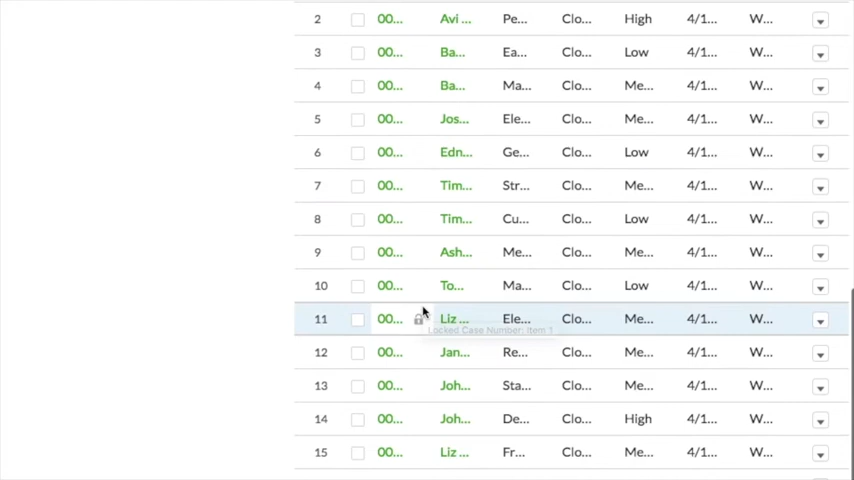 2 00... Avi ... Pe... Clo... High 4/1... W...
3 00... Ba... Ea... Clo... Low 4/1... W...
4 00... Ba... Ma... Clo... Me... 4/1... W...
5 00... Jos... Ele... Clo... Me... 4/1... W...
6 00... Edn... Ge... Clo... Low 4/1... W...
7 00... Tim... Str... Clo... Me... 4/1... W...
8 00... Tim... Cu... Clo... Low 4/1... W...
9 00... Ash... Me... Clo... Me... 4/1... W...
10 00... To... Ma... Clo... Low 4/1... W...
11 00... Liz ... Ele... Clo... Me... 4/1... W...
Locked Case Number: Item 1
12 00... Jan... Re... Clo... Me... 4/1... W...
13 00... Joh... Sta... Clo... Me... 4/1... W...
14 00... Joh... De... Clo... High 4/1... W...
15 00... Liz ... Fr... Clo... Me... 4/1... W...